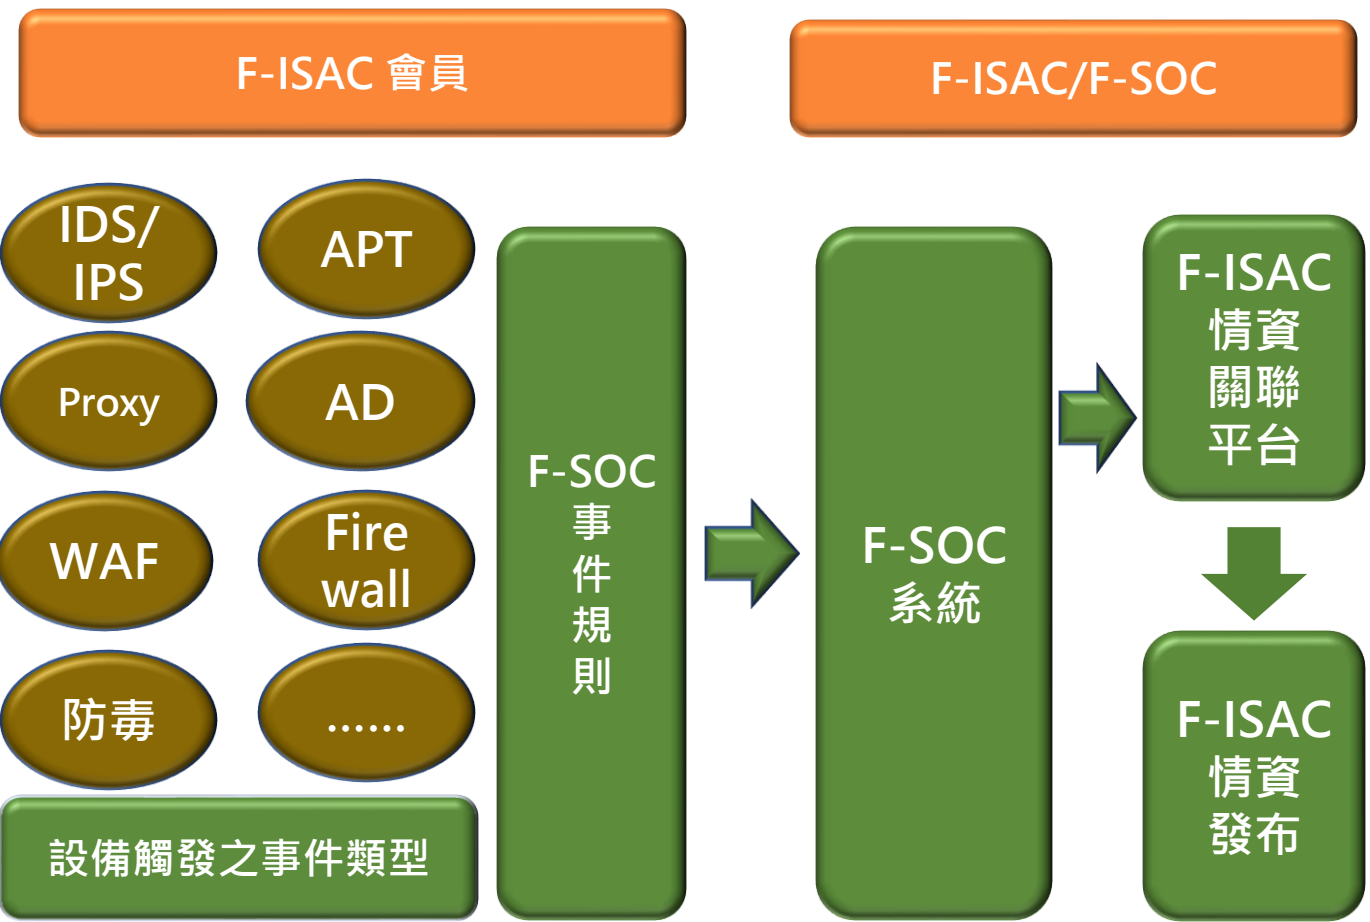 F-ISAC 會員
F-ISAC/F-SOC
IDS/
IPS
APT
Proxy
AD
WAF
Fire
wall
防毒
......
設備觸發之事件類型
F-SOC
事
件
規
則
F-SOC
系統
F-ISAC
情資
關聯
平台
F-ISAC
情資
發布